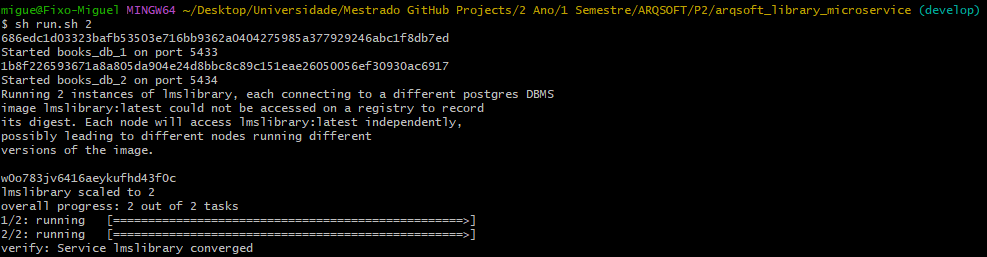 migue@Fixo-Miguel MINGW64 ~/Desktop/Universidade/Mestrado GitHub Projects/2 Ano/1 Semestre/ARQSOFT/P2/arqsoft_library_microservice (develop)
$ sh run.sh 2
686edc1d03323bafb53503e716bb9362a0404275985a377929246abc1f8db7ed
Started books_db_1 on port 5433
1b8f226593671a8a805da904e24d8bbc8c89c151eae26050056ef30930ac6917
Started books_db_2 on port 5434
Running 2 instances of lmslibrary, each connecting to a different postgres DBMS
image lmslibrary:latest could not be accessed on a registry to record
its digest. Each node will access lmslibrary:latest independently,
possibly leading to different nodes running different
versions of the image.

w0o783jv6416aeykufhd43f0c
lmslibrary scaled to 2
overall progress: 2 out of 2 tasks
1/2: running   [==================================================>]
2/2: running   [==================================================>]
verify: Service lmslibrary converged